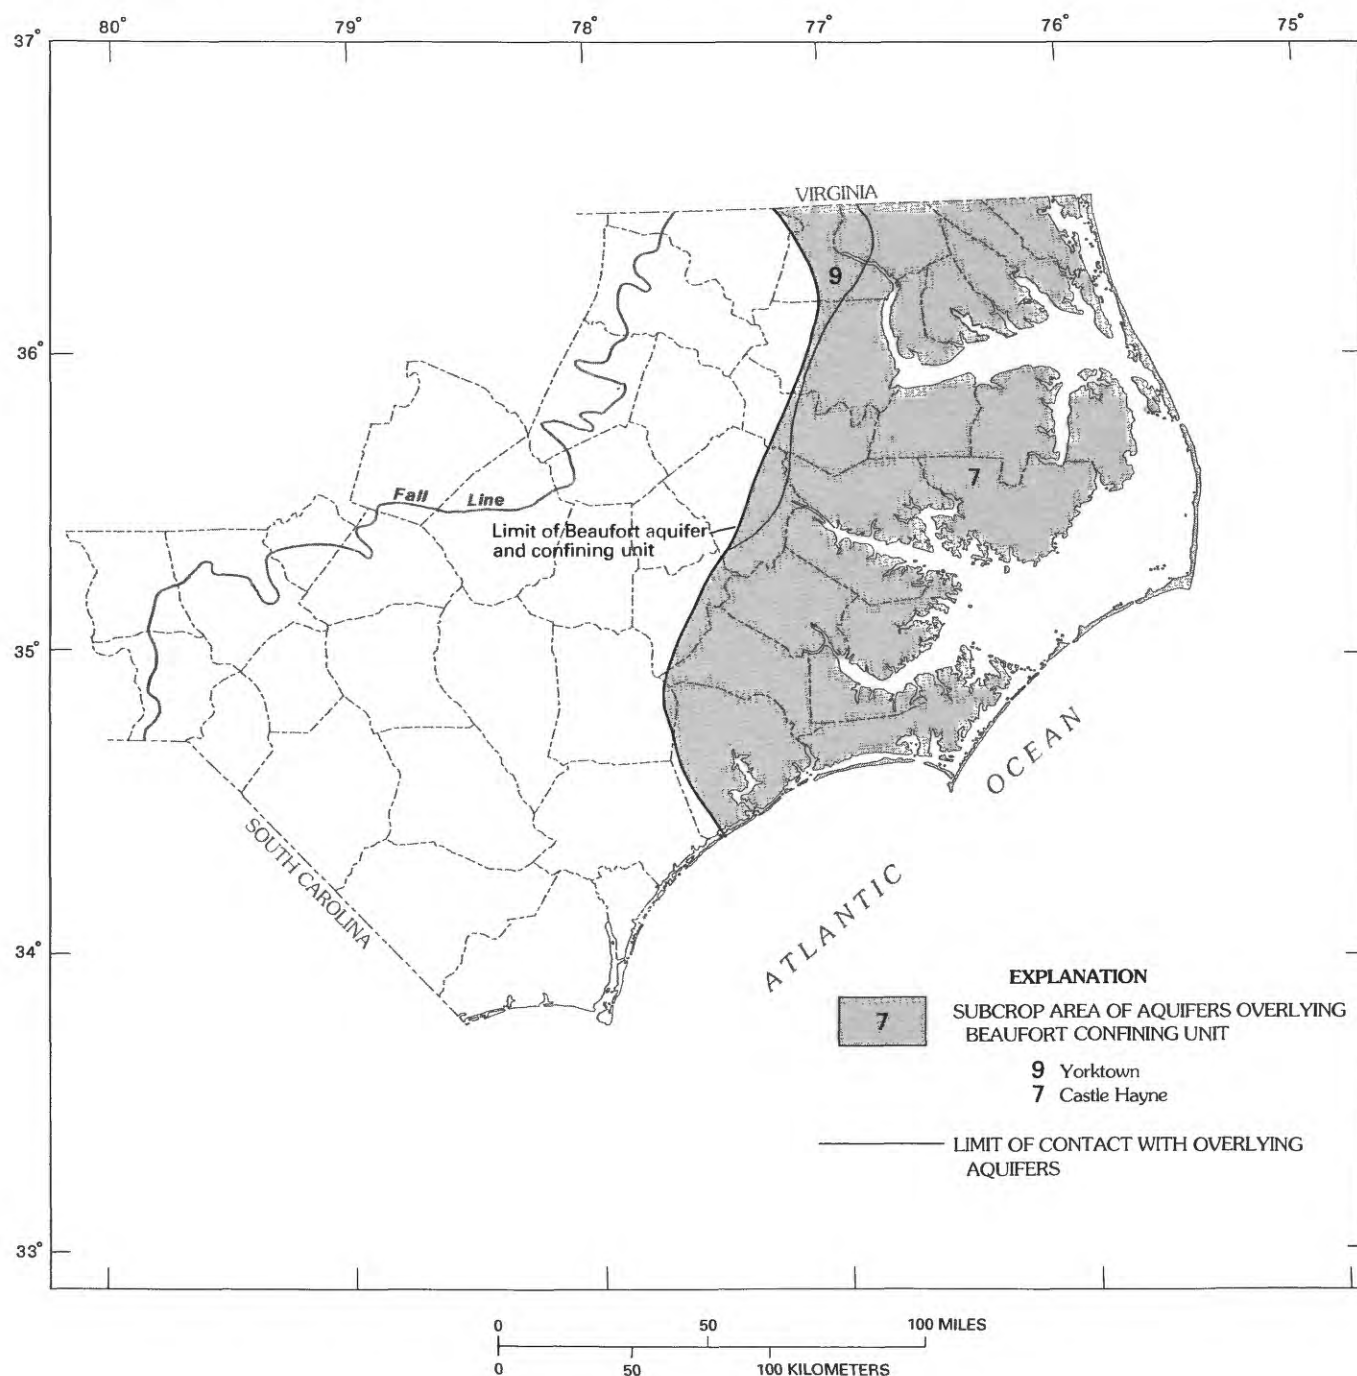 80° 79° 78° 77° 76° 75°
37°
VIRGINIA
9
36°
7
Fall Line
Limit of Beaufort aquifer
and confining unit
35°
OCEAN
SOUTH CAROLINA
ATLANTIC
34°
EXPLANATION
7 SUBCROP AREA OF AQUIFERS OVERLYING
BEAUFORT CONFINING UNIT
9 Yorktown
7 Castle Hayne
LIMIT OF CONTACT WITH OVERLYING
AQUIFERS
33°
0 50 100 MILES
0 50 100 KILOMETERS